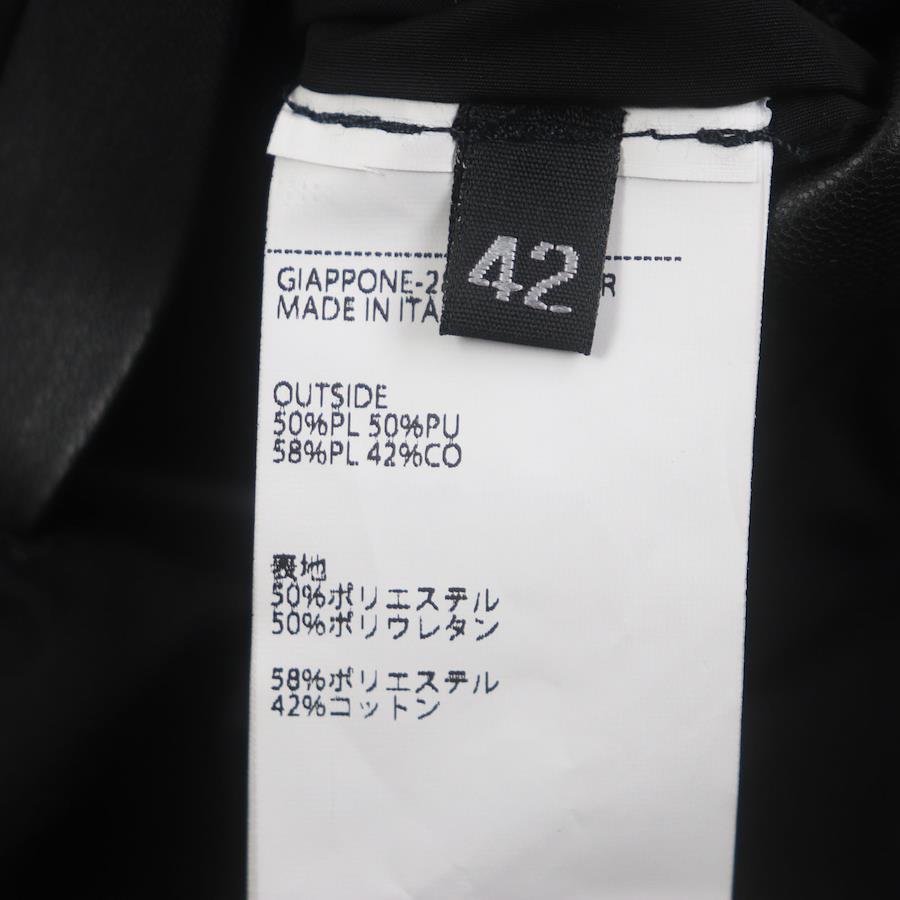 42
GIAPPONE-2
R
MADE IN ITA
OUTSIDE
50%PL 50%PU
58%PL 42%CO
表地
50%ポリエステル
50%ポリウレタン
58%ポリエステル
42%コットン